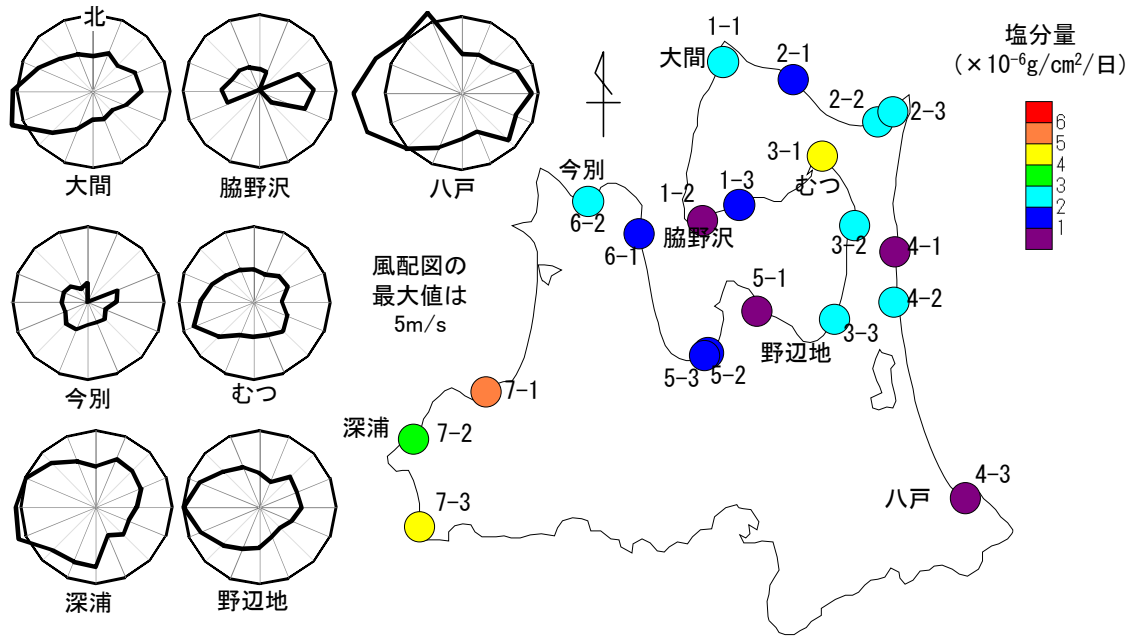 北
大間
脇野沢
八戸
今別
むつ
深浦
野辺地
風配図の
最大値は
5m/s
1-1
大間
2-1
2-2
2-3
3-1
むつ
今別
6-2
6-1
1-2
1-3
脇野沢
3-2
4-1
5-1
4-2
3-3
野辺地
5-3
5-2
7-1
深浦
7-2
7-3
八戸
4-3
塩分量
(×10⁻⁶g/cm²/日)
6
5
4
3
2
1